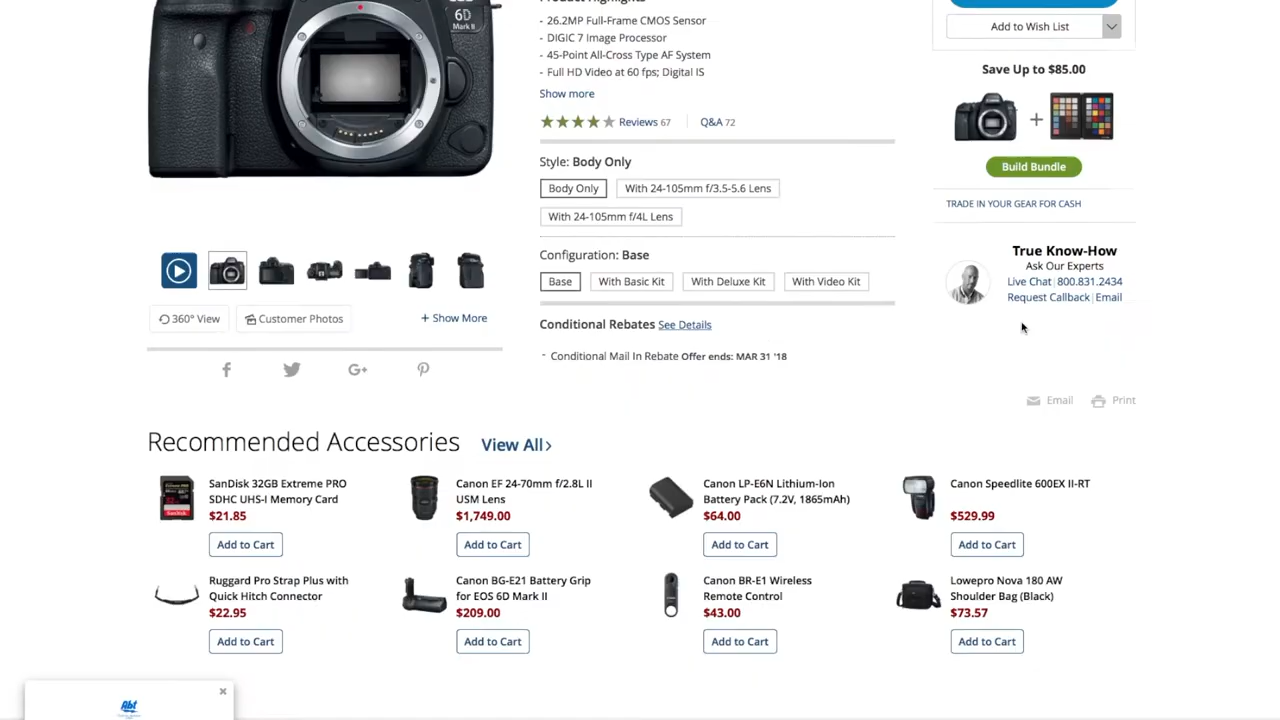 6D
Mark II
- 26.2MP Full-Frame CMOS Sensor
- DIGIC 7 Image Processor
- 45-Point All-Cross Type AF System
- Full HD Video at 60 fps; Digital IS
Show more
Reviews 67 Q&A 72
Style: Body Only
Body Only With 24-105mm f/3.5-5.6 Lens
With 24-105mm f/4L Lens
Configuration: Base
Base With Basic Kit With Deluxe Kit With Video Kit
Conditional Rebates See Details
- Conditional Mail In Rebate Offer ends: MAR 31 '18
Add to Wish List
Save Up to $85.00
+
Build Bundle
TRADE IN YOUR GEAR FOR CASH
True Know-How
Ask Our Experts
Live Chat | 800.831.2434
Request Callback | Email
360° View Customer Photos + Show More
Email Print
Recommended Accessories View All >
SanDisk 32GB Extreme PRO
SDHC UHS-I Memory Card
$21.85
Add to Cart
Canon EF 24-70mm f/2.8L II
USM Lens
$1,749.00
Add to Cart
Canon LP-E6N Lithium-Ion
Battery Pack (7.2V, 1865mAh)
$64.00
Add to Cart
Canon Speedlite 600EX II-RT
$529.99
Add to Cart
Ruggard Pro Strap Plus with
Quick Hitch Connector
$22.95
Add to Cart
Canon BG-E21 Battery Grip
for EOS 6D Mark II
$209.00
Add to Cart
Canon BR-E1 Wireless
Remote Control
$43.00
Add to Cart
Lowepro Nova 180 AW
Shoulder Bag (Black)
$73.57
Add to Cart
Abt